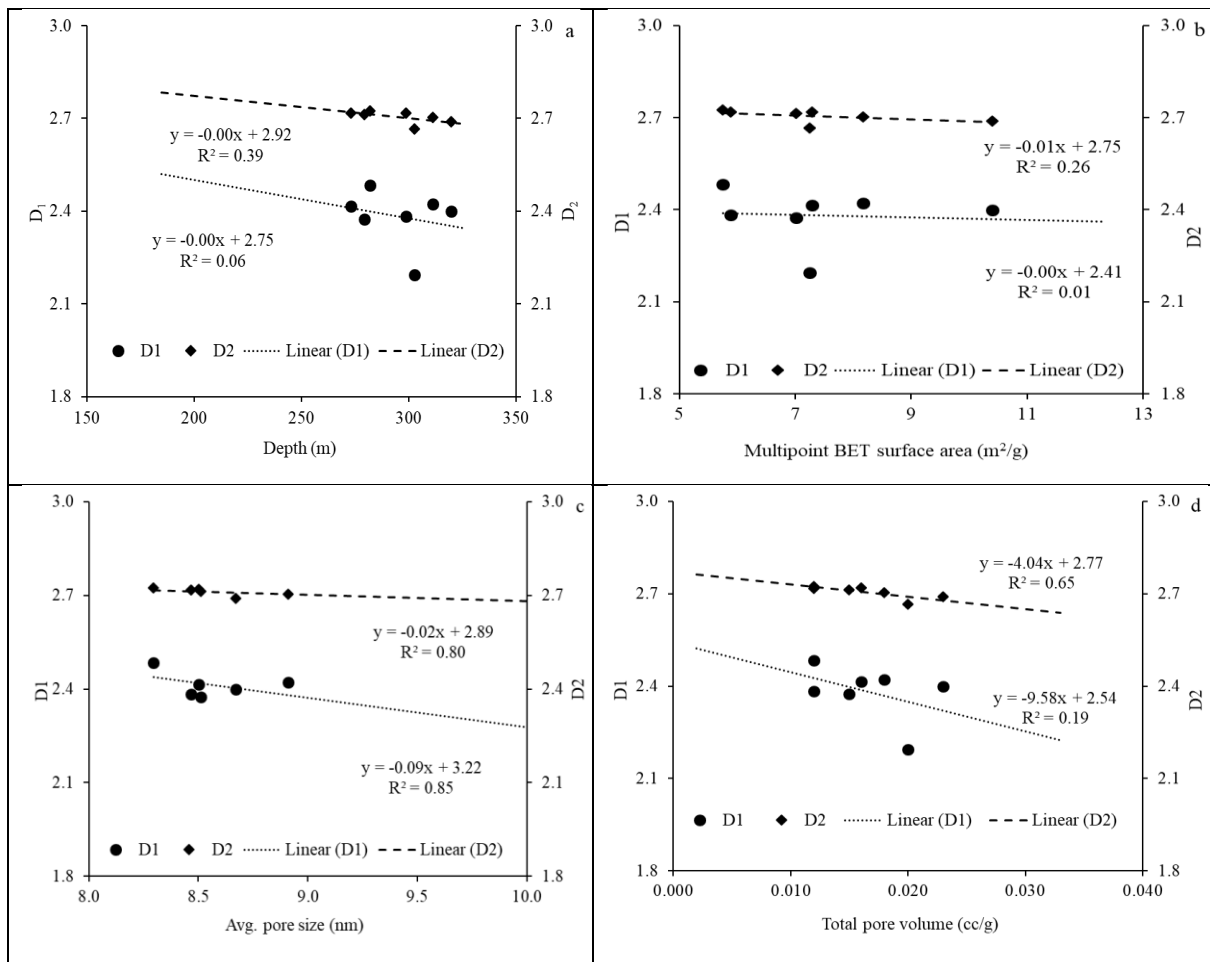 a
3.0
2.7
2.4
2.1
1.8
3.0
2.7
2.4
2.1
1.8
D₁
D₂
y = -0.00x + 2.92
R² = 0.39
y = -0.00x + 2.75
R² = 0.06
D1 D2 Linear (D1) Linear (D2)
150 200 250 300 350
Depth (m)
b
3.0
2.7
2.4
2.1
1.8
3.0
2.7
2.4
2.1
1.8
D1
D2
y = -0.01x + 2.75
R² = 0.26
y = -0.00x + 2.41
R² = 0.01
D1 D2 Linear (D1) Linear (D2)
5 7 9 11 13
Multipoint BET surface area (m²/g)
c
3.0
2.7
2.4
2.1
1.8
3.0
2.7
2.4
2.1
1.8
D1
D2
y = -0.02x + 2.89
R² = 0.80
y = -0.09x + 3.22
R² = 0.85
D1 D2 Linear (D1) Linear (D2)
8.0 8.5 9.0 9.5 10.0
Avg. pore size (nm)
d
3.0
2.7
2.4
2.1
1.8
3.0
2.7
2.4
2.1
1.8
D1
D2
y = -4.04x + 2.77
R² = 0.65
y = -9.58x + 2.54
R² = 0.19
D1 D2 Linear (D1) Linear (D2)
0.000 0.010 0.020 0.030 0.040
Total pore volume (cc/g)